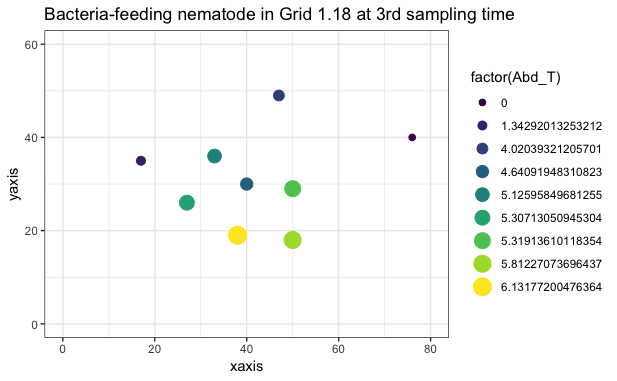 Bacteria-feeding nematode in Grid 1.18 at 3rd sampling time
60
40
20
0
yaxis
0 20 40 60 80
xaxis
factor(Abd_T)
0
1.34292013253212
4.02039321205701
4.64091948310823
5.12595849681255
5.30713050945304
5.31913610118354
5.81227073696437
6.13177200476364